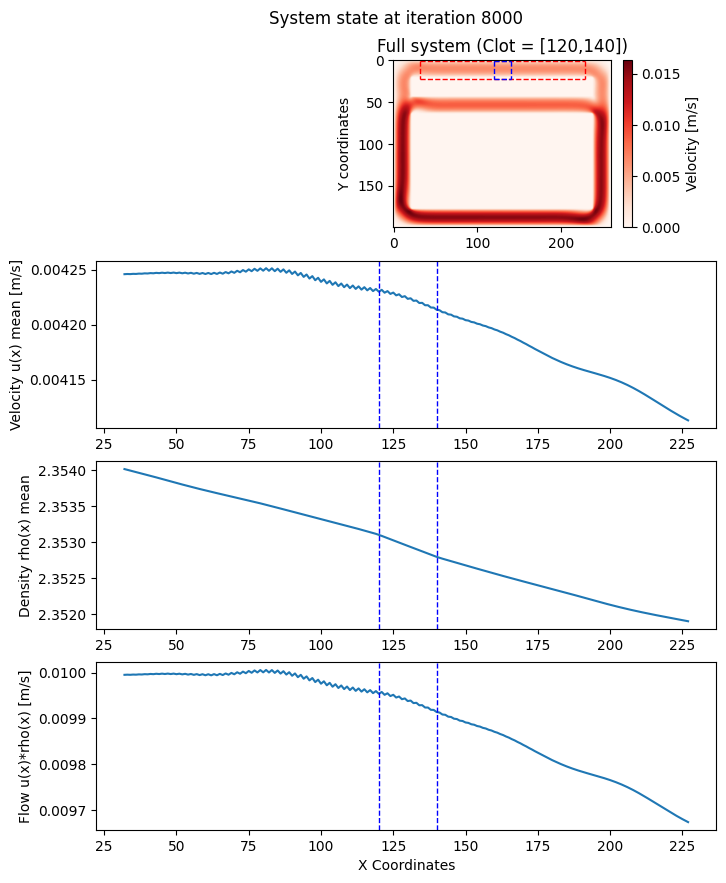 System state at iteration 8000
Full system (Clot = [120,140])
Y coordinates
0
50
100
150
0
100
200
0.015
0.010
0.005
0.000
Velocity [m/s]
Velocity u(x) mean [m/s]
0.00425
0.00420
0.00415
25 50 75 100 125 150 175 200 225
Density rho(x) mean
2.3540
2.3535
2.3530
2.3525
2.3520
25 50 75 100 125 150 175 200 225
Flow u(x)*rho(x) [m/s]
0.0100
0.0099
0.0098
0.0097
25 50 75 100 125 150 175 200 225
X Coordinates